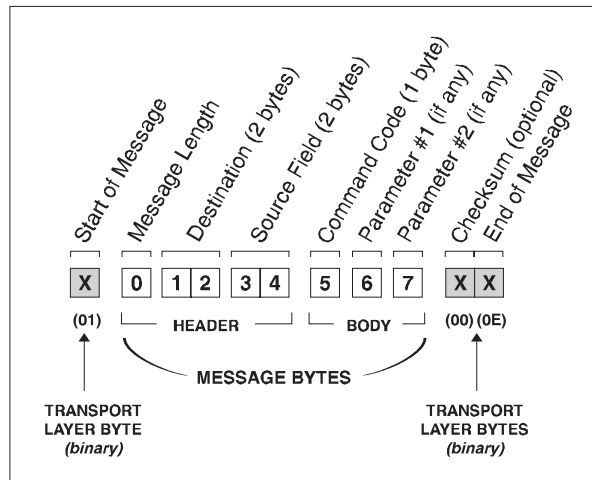 Start of Message
Message Length
Destination (2 bytes)
Source Field (2 bytes)
Command Code (1 byte)
Parameter #1 (if any)
Parameter #2 (if any)
Checksum (optional)
End of Message
X 0 1 2 3 4 5 6 7 X X
(01) HEADER BODY (00) (0E)
MESSAGE BYTES
TRANSPORT
LAYER BYTE
(binary)
TRANSPORT
LAYER BYTES
(binary)